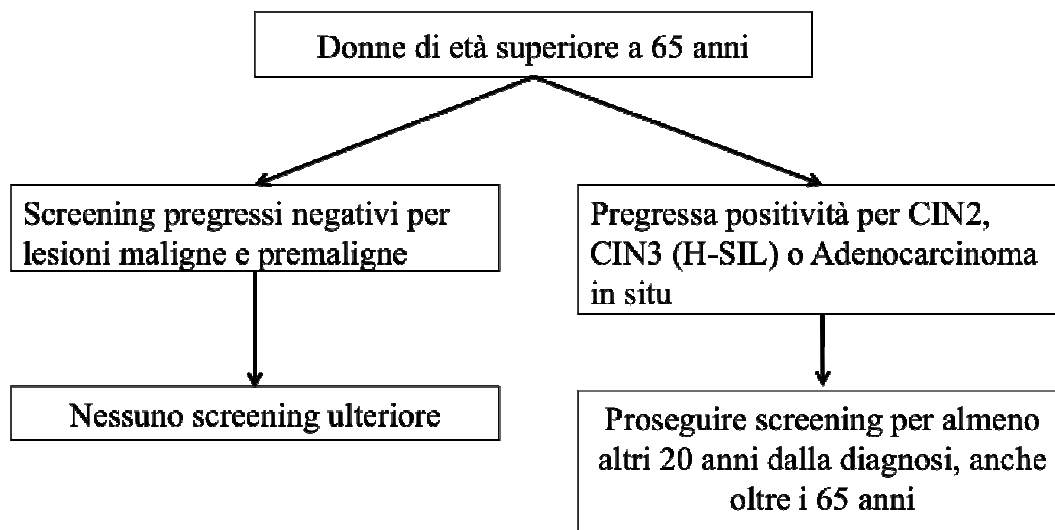 Donne di età superiore a 65 anni
Screening pregressi negativi per
lesioni maligne e premaligne
Pregressa positività per CIN2,
CIN3 (H-SIL) o Adenocarcinoma
in situ
Nessuno screening ulteriore
Proseguire screening per almeno
altri 20 anni dalla diagnosi, anche
oltre i 65 anni